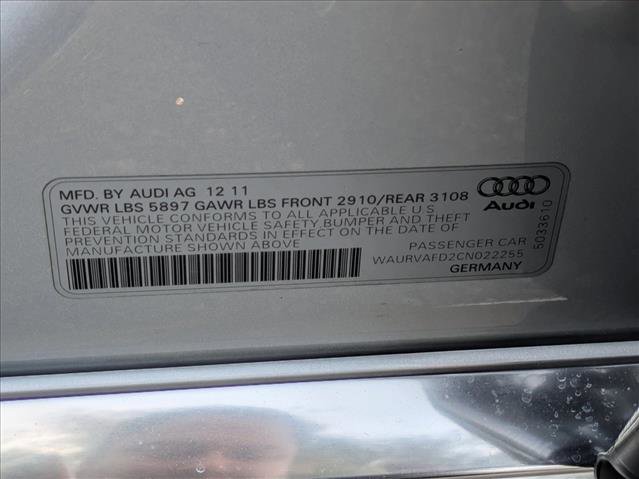 MFD. BY AUDI AG 12 11
GVWR LBS 5897 GAWR LBS FRONT 2910/REAR 3108
THIS VEHICLE CONFORMS TO ALL APPLICABLE U S
FEDERAL MOTOR VEHICLE SAFETY, BUMPER AND THEFT
PREVENTION STANDARDS IN EFFECT ON THE DATE OF
MANUFACTURE SHOWN ABOVE
PASSENGER CAR
WAURVAFD2CN022255
GERMANY
Audi
5033610